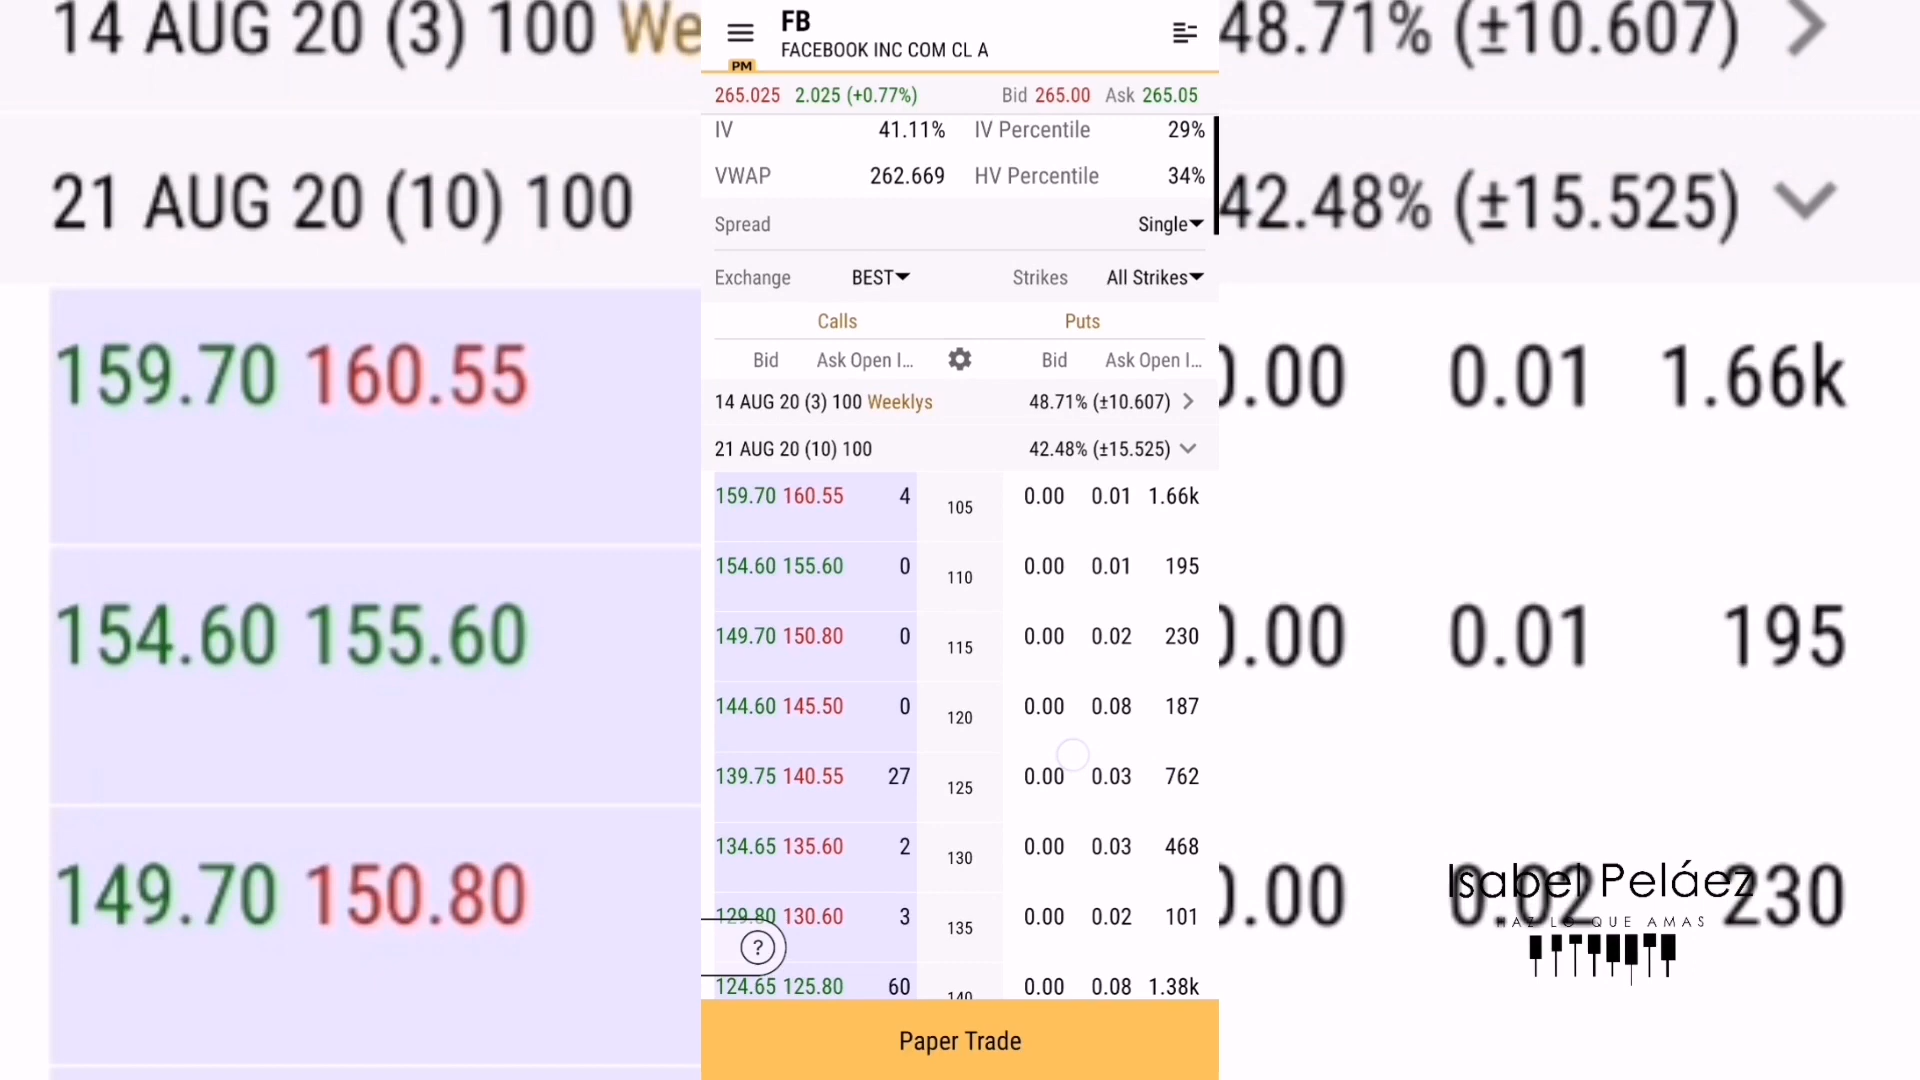 14 AUG 20 (3) 100 We
48.71% (±10.607)
21 AUG 20 (10) 100
42.48% (±15.525)
159.70 160.55
0.00 0.01 1.66k
154.60 155.60
0.00 0.01 195
149.70 150.80
0.00 0.02 230
FB
FACEBOOK INC COM CL A
PM
265.025 2.025 (+0.77%) Bid 265.00 Ask 265.05
IV 41.11% IV Percentile 29%
VWAP 262.669 HV Percentile 34%
Spread Single
Exchange BEST Strikes All Strikes
Calls Puts
Bid Ask Open I... Bid Ask Open I...
14 AUG 20 (3) 100 Weeklys 48.71% (±10.607)
21 AUG 20 (10) 100 42.48% (±15.525)
159.70 160.55 4 105 0.00 0.01 1.66k
154.60 155.60 0 110 0.00 0.01 195
149.70 150.80 0 115 0.00 0.02 230
144.60 145.50 0 120 0.00 0.08 187
139.75 140.55 27 125 0.00 0.03 762
134.65 135.60 2 130 0.00 0.03 468
129.80 130.60 3 135 0.00 0.02 101
?
124.65 125.80 60 140 0.00 0.08 1.38k
Paper Trade
Isabel Peláez
HAZ LO QUE AMAS